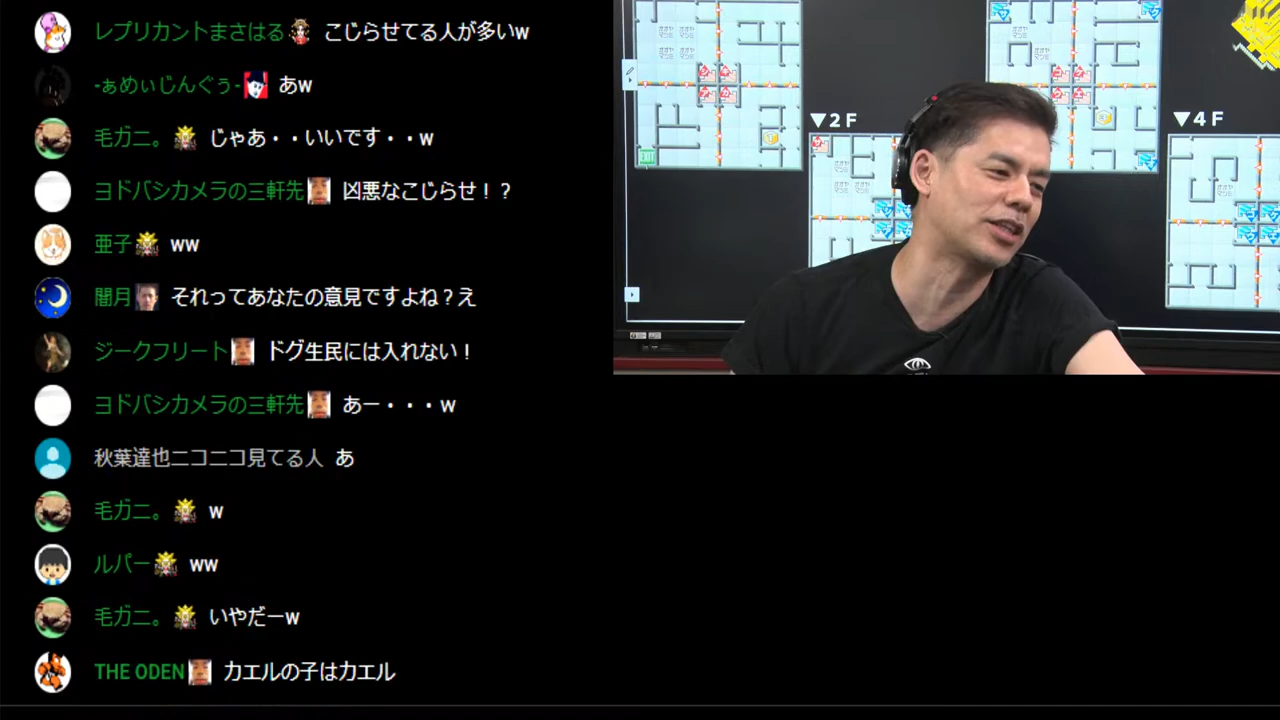 レプリカントまさはる こじらせてる人が多いw
-ぁめぃじんぐぅ- あw
毛ガニ。 じゃあ・・いいです・・w
ヨドバシカメラの三軒先 凶悪なこじらせ！？
亜子 ww
闇月 それってあなたの意見ですよね？え
ジークフリート ドグ生民には入れない！
ヨドバシカメラの三軒先 あー・・・w
秋葉達也ニコニコ見てる人 あ
毛ガニ。 w
ルパー ww
毛ガニ。 いやだーw
THE ODEN カエルの子はカエル
▼2F
▼4F
EXIT